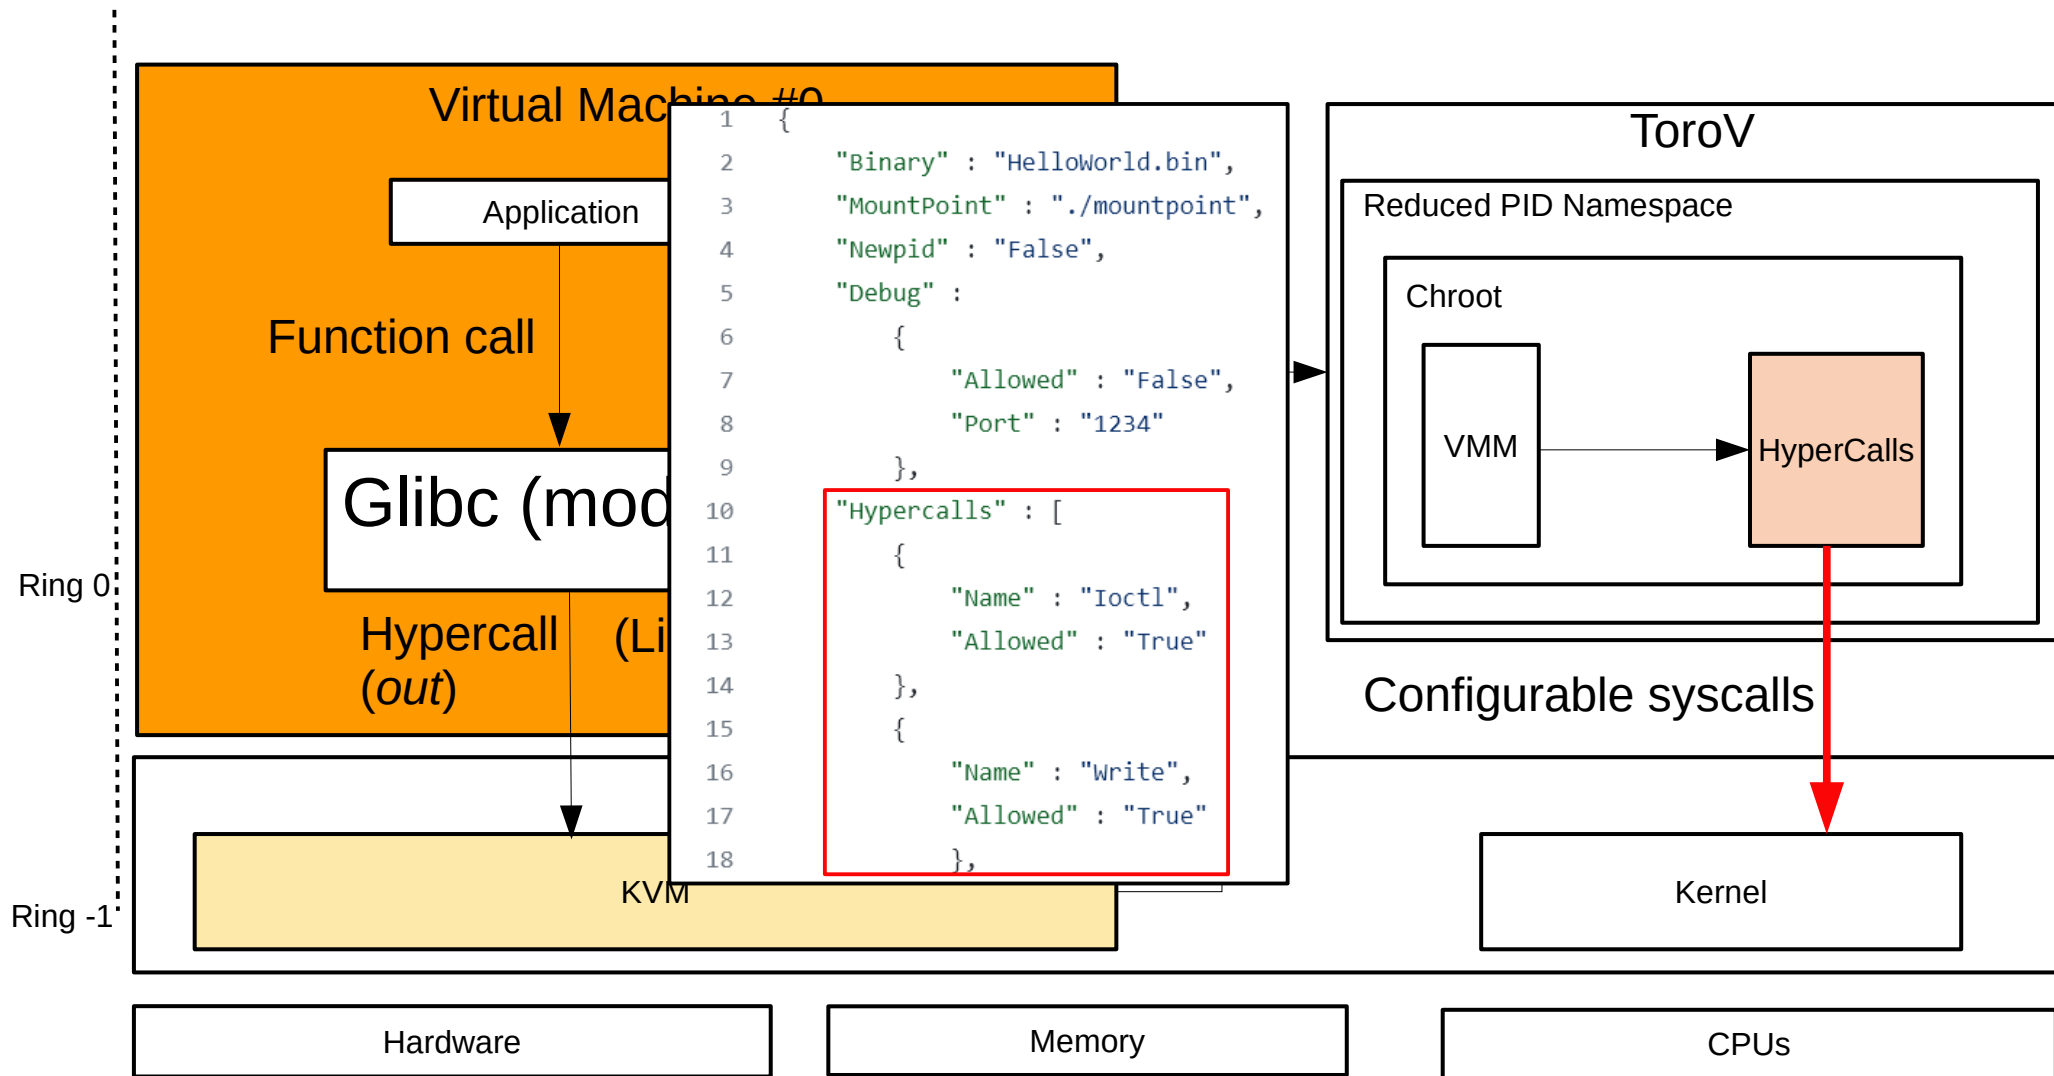 Virtual Mac
ToroV
Reduced PID Namespace
Application
Chroot
Function call
VMM
HyperCalls
Glibc (mod
Ring 0
Hypercall (Li
(out)
Configurable syscalls
1 {
2 "Binary" : "HelloWorld.bin",
3 "MountPoint" : "./mountpoint",
4 "Newpid" : "False",
5 "Debug" :
6 {
7 "Allowed" : "False",
8 "Port" : "1234"
9 },
10 "Hypercalls" : [
11 {
12 "Name" : "Ioctl",
13 "Allowed" : "True"
14 },
15 {
16 "Name" : "Write",
17 "Allowed" : "True"
18 },
KVM
Kernel
Ring -1
Hardware
Memory
CPUs